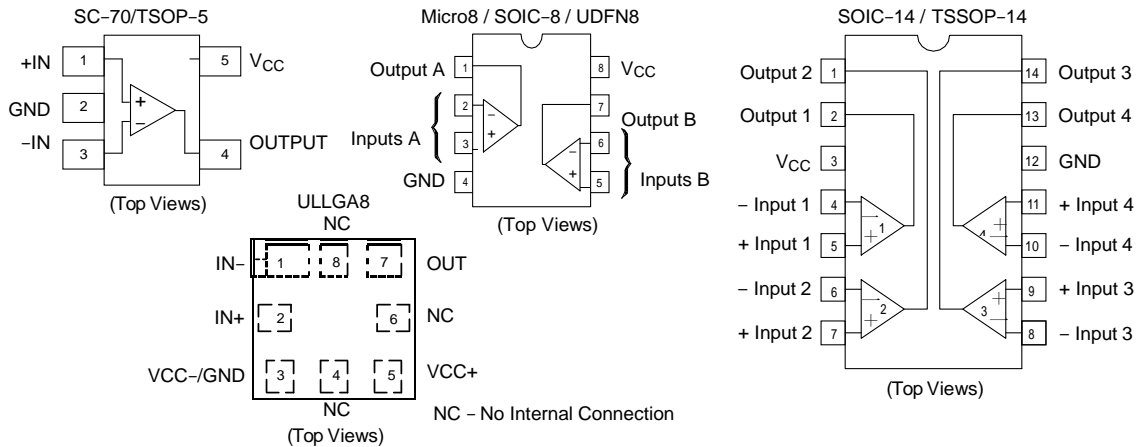 SC−70/TSOP−5
+IN 1
GND 2
−IN 3
5 VCC
4 OUTPUT
+
−
(Top Views)
Micro8 / SOIC−8 / UDFN8
Output A 1
Inputs A 2 3
GND 4
8 VCC
7 Output B
6 5 Inputs B
−
+
−
+
(Top Views)
ULLGA8
NC
IN− 1 8 7 OUT
IN+ 2 6 NC
VCC−/GND 3 4 5 VCC+
NC
(Top Views)
NC − No Internal Connection
SOIC−14 / TSSOP−14
Output 2 1 14 Output 3
Output 1 2 13 Output 4
VCC 3 12 GND
− Input 1 4 11 + Input 4
1 4
+ Input 1 5 10 − Input 4
− Input 2 6 9 + Input 3
2 3
+ Input 2 7 8 − Input 3
(Top Views)